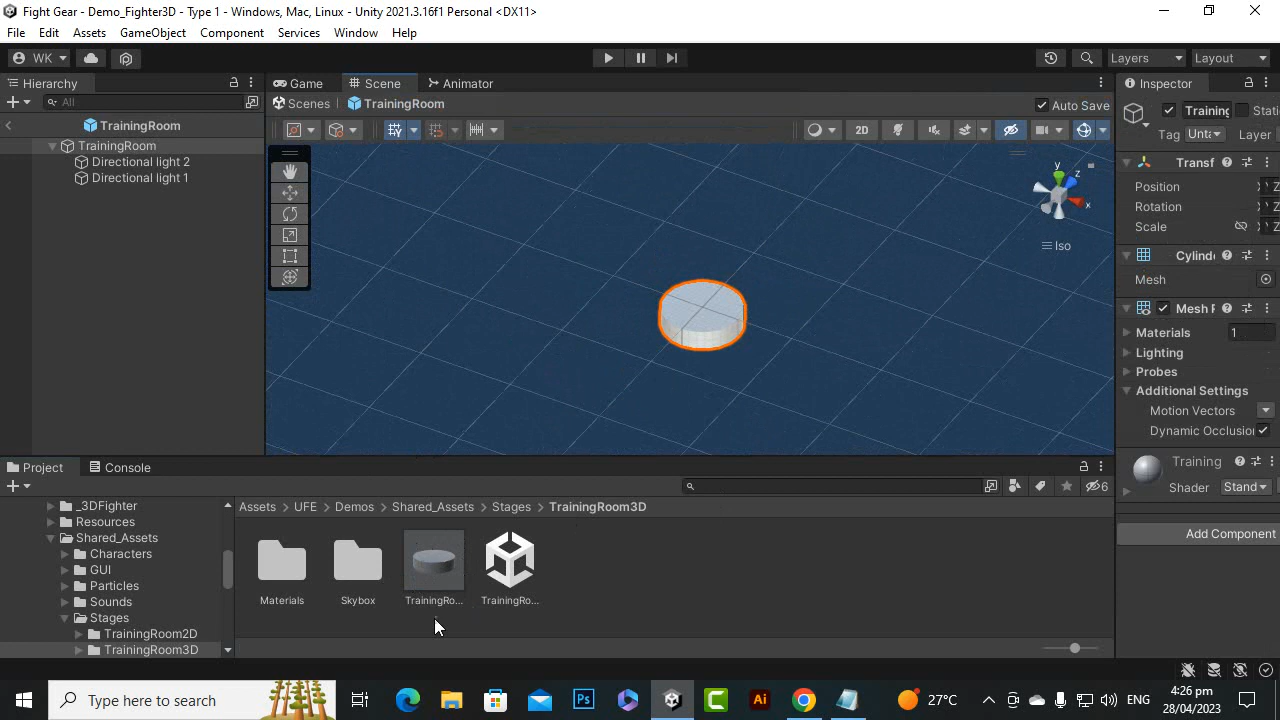 Fight Gear - Demo_Fighter3D - Type 1 - Windows, Mac, Linux - Unity 2021.3.16f1 Personal <DX11>
File Edit Assets GameObject Component Services Window Help
WK Layers Layout
Hierarchy Game Scene Animator Inspector
All Scenes TrainingRoom Auto Save Training Stati
TrainingRoom 2D Tag Unta Layer
TrainingRoom
Directional light 2
Directional light 1
y z x
Iso
Transf
Position X Y Z
Rotation X Y Z
Scale X Y Z
Cylinde
Mesh
Mesh R
Materials 1
Lighting
Probes
Additional Settings
Motion Vectors
Dynamic Occlusion
Training
Shader Stand
Add Component
Project Console
6
_3DFighter
Resources
Shared_Assets
Characters
GUI
Particles
Sounds
Stages
TrainingRoom2D
TrainingRoom3D
Assets > UFE > Demos > Shared_Assets > Stages > TrainingRoom3D
Materials Skybox TrainingRo... TrainingRo...
Type here to search Ps Ai 27°C ENG 4:26 pm
28/04/2023